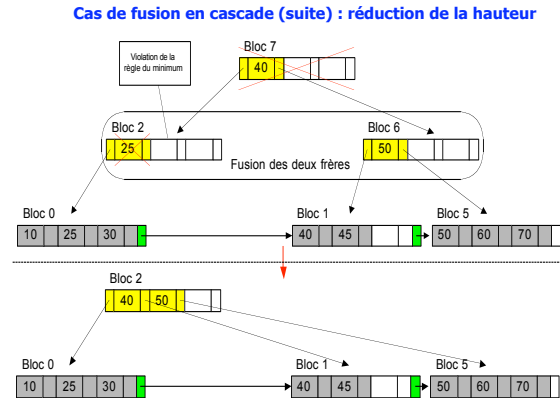 Cas de fusion en cascade (suite) : réduction de la hauteur
Violation de la
règle du minimum
Bloc 7
40
Bloc 2
25
Bloc 6
50
Fusion des deux frères
Bloc 0
10 25 30
Bloc 1
40 45
Bloc 5
50 60 70
Bloc 2
40 50
Bloc 0
10 25 30
Bloc 1
40 45
Bloc 5
50 60 70